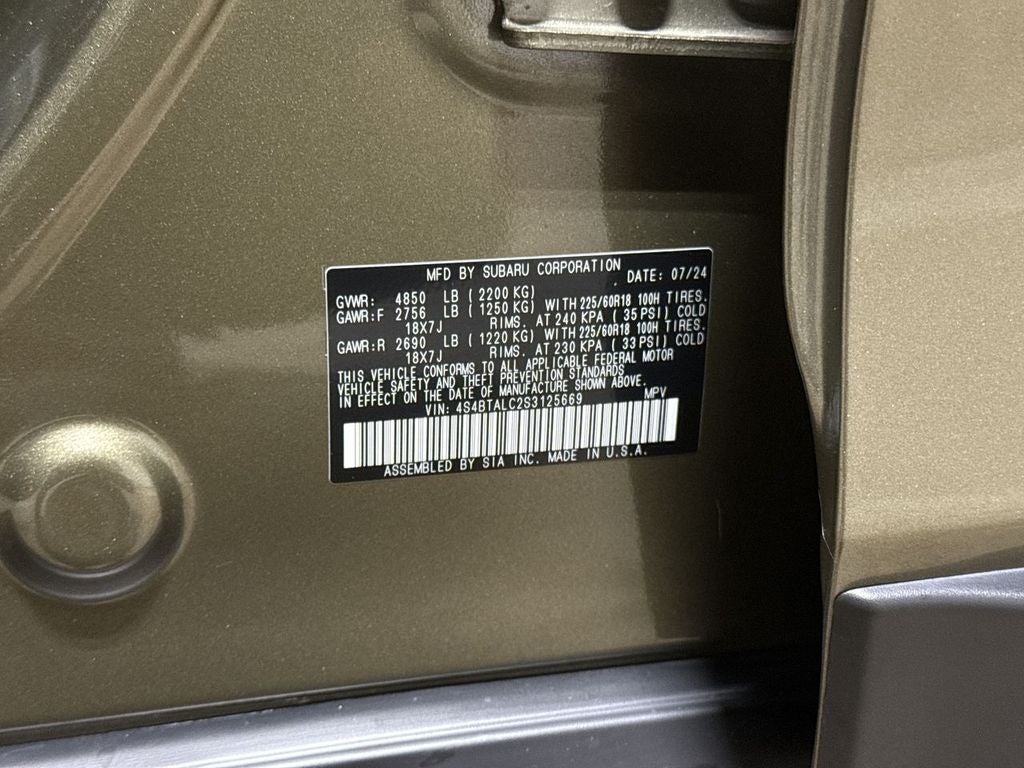 MFD BY SUBARU CORPORATION DATE: 07/24
GVWR: 4850 LB ( 2200 KG)
GAWR:F 2756 LB ( 1250 KG) WITH 225/60R18 100H TIRES.
18X7J RIMS. AT 240 KPA ( 35 PSI) COLD
GAWR:R 2690 LB ( 1220 KG) WITH 225/60R18 100H TIRES.
18X7J RIMS. AT 230 KPA ( 33 PSI) COLD
THIS VEHICLE CONFORMS TO ALL APPLICABLE FEDERAL MOTOR
VEHICLE SAFETY AND THEFT PREVENTION STANDARDS
IN EFFECT ON THE DATE OF MANUFACTURE SHOWN ABOVE.
VIN: 4S4BTALC2S3125669 MPV
ASSEMBLED BY SIA INC. MADE IN U.S.A.